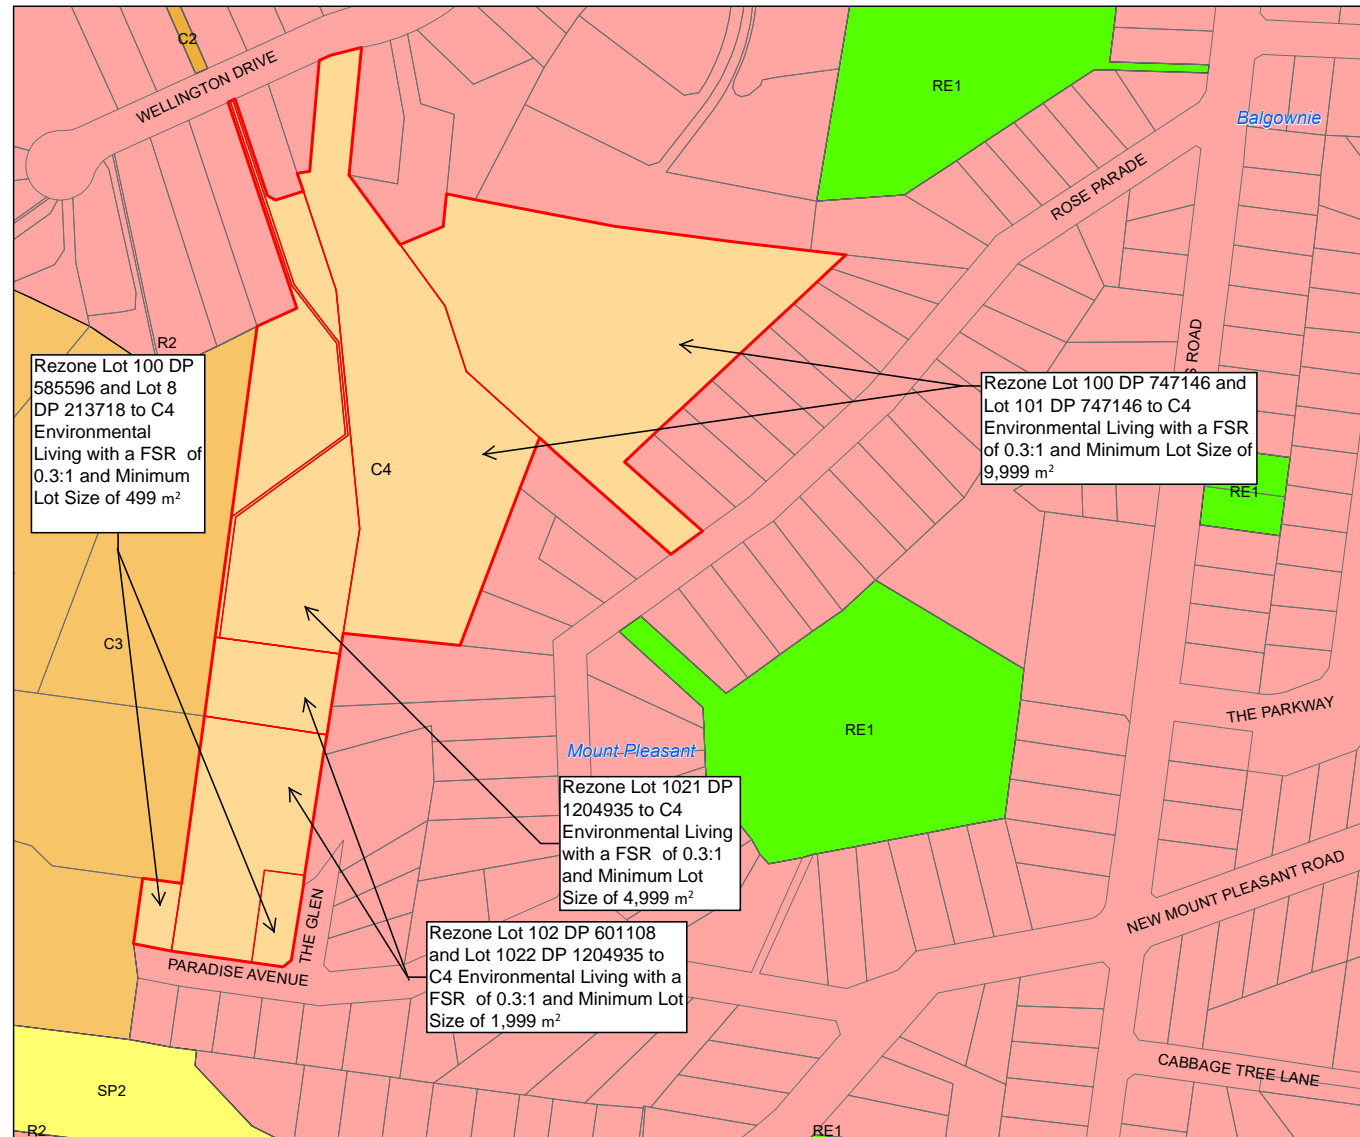 C2
WELLINGTON DRIVE
RE1
Balgownie
ROSE PARADE
R2
S ROAD
Rezone Lot 100 DP
585596 and Lot 8
DP 213718 to C4
Environmental
Living with a FSR of
0.3:1 and Minimum
Lot Size of 499 m²
Rezone Lot 100 DP 747146 and
Lot 101 DP 747146 to C4
Environmental Living with a FSR
of 0.3:1 and Minimum Lot Size of
9,999 m²
C4
RE1
C3
THE PARKWAY
RE1
Mount Pleasant
Rezone Lot 1021 DP
1204935 to C4
Environmental Living
with a FSR of 0.3:1
and Minimum Lot
Size of 4,999 m²
NEW MOUNT PLEASANT ROAD
THE GLEN
Rezone Lot 102 DP 601108
and Lot 1022 DP 1204935 to
C4 Environmental Living with a
FSR of 0.3:1 and Minimum Lot
Size of 1,999 m²
PARADISE AVENUE
CABBAGE TREE LANE
SP2
R2
RE1